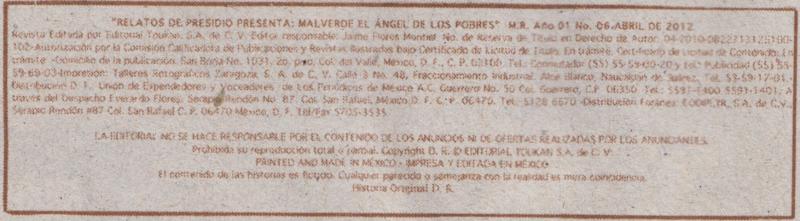 "RELATOS DE PRESIDIO PRESENTA: MALVERDE EL ÁNGEL DE LOS POBRES" M.R. Año 01 No. 06 ABRIL DE 2012
Revista Editada por Editorial Toukan. S.A. de C. V. Editor responsable: Jaime Flores Montiel. No. de Reserva de Título en Derecho de Autor: 04-2010-
102- Autorización por la Comisión Calificadora de Publicaciones y Revistas Ilustradas bajo Certificado de Licitud de Título. En trámite. Certificado de Licitud de Contenido. En
trámite -Domicilio de la publicación. San Borja No. 1031. 2o. piso. Col. del Valle, México, D. F., C. P. 03100 Tel.: Conmutador: (55) y tel.: Publicidad (55) 55-
59-69-03-Impresión: Talleres Rotográficos Zaragoza, S. A. de C. V. Calle 3 No. 48, Fraccionamiento Industrial. Alce Blanco, Naucalpan de Juárez, Tel. 53-59-17-01-
Distribución D. F. Unión de Expendedores y Voceadores de Los Periódicos de México A.C. Guerrero No. 50 Col. Guerrero, C.P. 06350 Tel.: 5591-1400 5591-1401. A
través del Despacho Everardo Flores. Serapio Rendón No. 87. Col. San Rafael, México D. F. C. P. 06470. Tel. 5128 6670 -Distribución Foránea: S.A. de C.V.
Serapio Rendón #87 Col. San Rafael C. P. 06470 México, D. F. Tel/Fax 5705-3535.
LA EDITORIAL NO SE HACE RESPONSABLE POR EL CONTENIDO DE LOS ANUNCIOS NI DE OFERTAS REALIZADAS POR LOS ANUNCIANTES.
Prohibida su reproducción total o parcial. Copyright D. R. © EDITORIAL TOUKAN S.A. de C. V.
PRINTED AND MADE IN MÉXICO - IMPRESA Y EDITADA EN MÉXICO
El contenido de las historias es ficticio. Cualquier parecido o semejanza con la realidad es mera coincidencia.
Historia Original D. R.